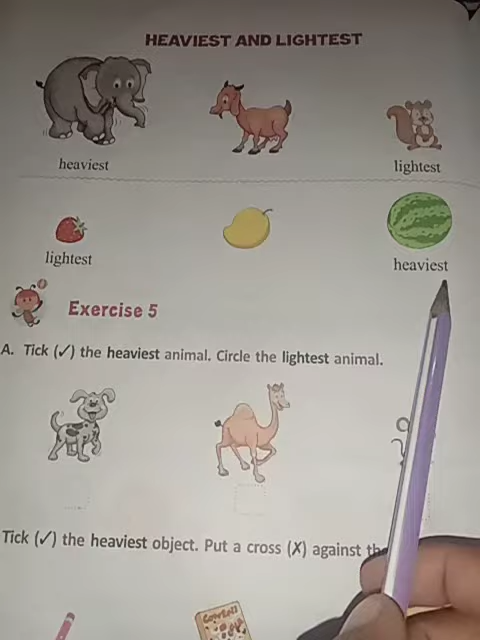 HEAVIEST AND LIGHTEST
heaviest
lightest
lightest
heaviest
Exercise 5
A. Tick (✓) the heaviest animal. Circle the lightest animal.
Tick (✓) the heaviest object. Put a cross (✗) against